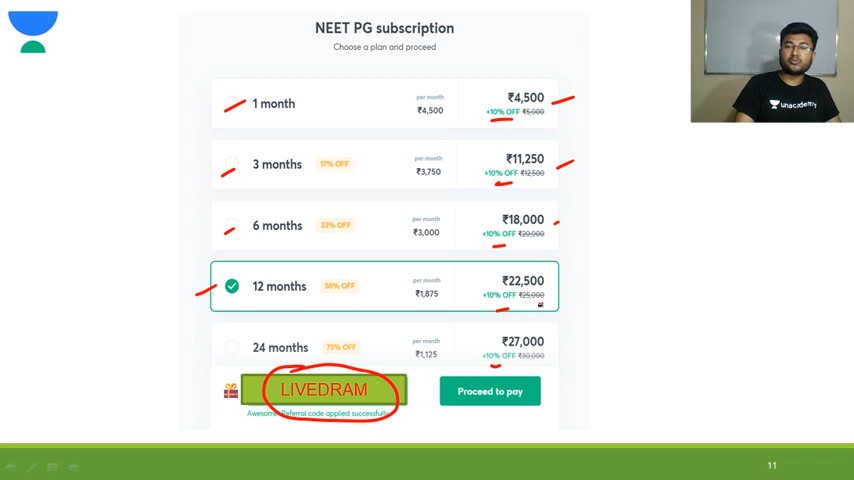 NEET PG subscription
Choose a plan and proceed
1 month
per month
₹4,500
₹4,500
+10% OFF ₹5,000
3 months 17% OFF
per month
₹3,750
₹11,250
+10% OFF ₹12,500
6 months 33% OFF
per month
₹3,000
₹18,000
+10% OFF ₹20,000
12 months 58% OFF
per month
₹1,875
₹22,500
+10% OFF ₹25,000
24 months 75% OFF
per month
₹1,125
₹27,000
+10% OFF ₹30,000
LIVEDRAM
Awesome! Referral code applied successfully
Proceed to pay
unacademy
11